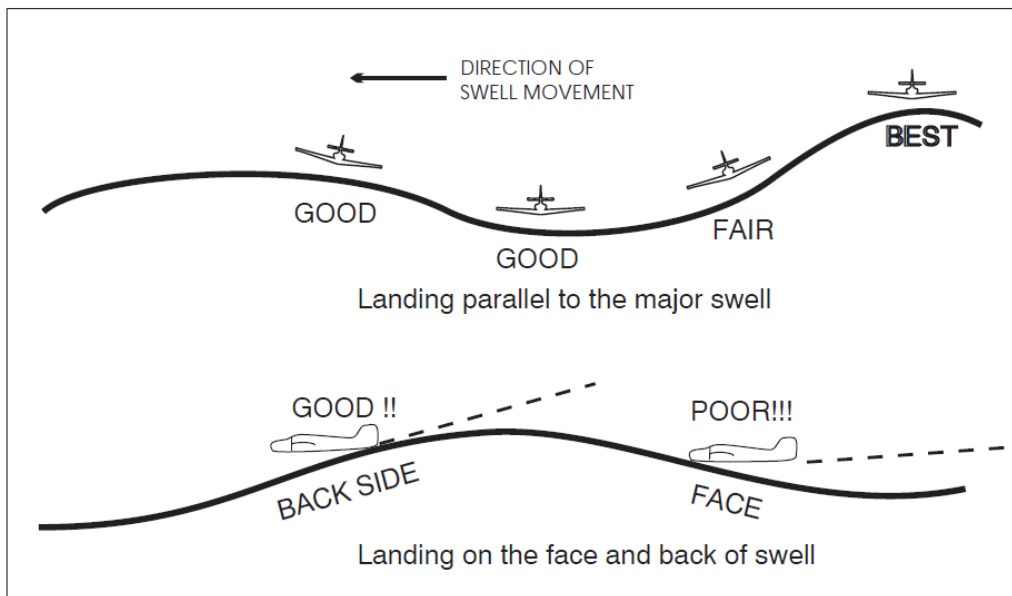 DIRECTION OF
SWELL MOVEMENT
BEST
GOOD
FAIR
GOOD
Landing parallel to the major swell
GOOD !!
POOR!!!
BACK SIDE
FACE
Landing on the face and back of swell